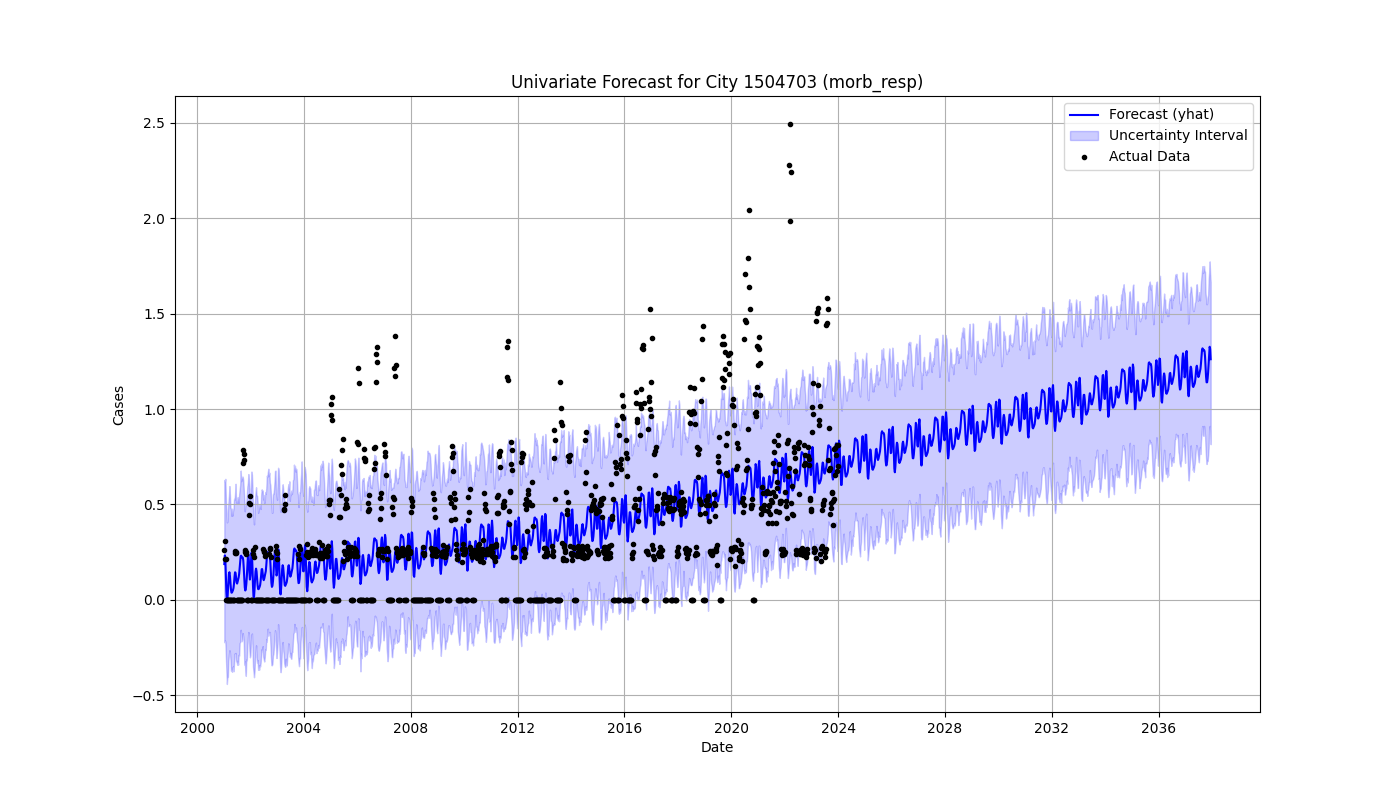 Univariate Forecast for City 1504703 (morb_resp)
Forecast (yhat)
Uncertainty Interval
Actual Data
Cases
2.5
2.0
1.5
1.0
0.5
0.0
−0.5
2000 2004 2008 2012 2016 2020 2024 2028 2032 2036
Date